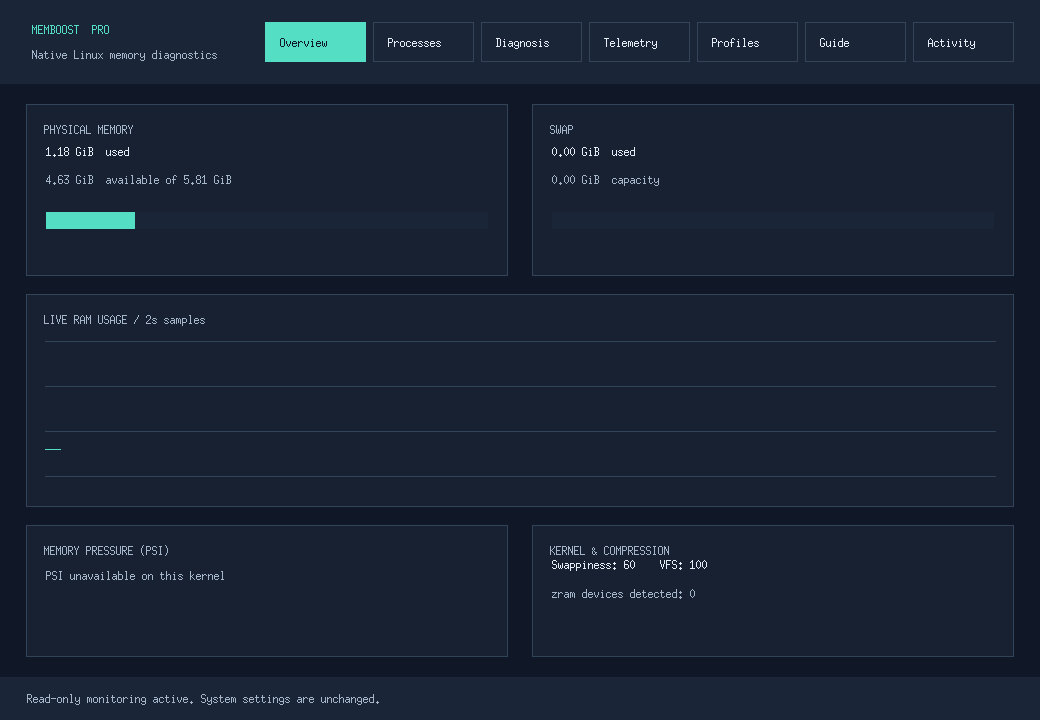 MEMBOOST PRO
Native Linux memory diagnostics
Overview
Processes
Diagnosis
Telemetry
Profiles
Guide
Activity
PHYSICAL MEMORY
1.18 GiB used
4.63 GiB available of 5.81 GiB
SWAP
0.00 GiB used
0.00 GiB capacity
LIVE RAM USAGE / 2s samples
MEMORY PRESSURE (PSI)
PSI unavailable on this kernel
KERNEL & COMPRESSION
Swappiness: 60 VFS: 100
zram devices detected: 0
Read-only monitoring active. System settings are unchanged.